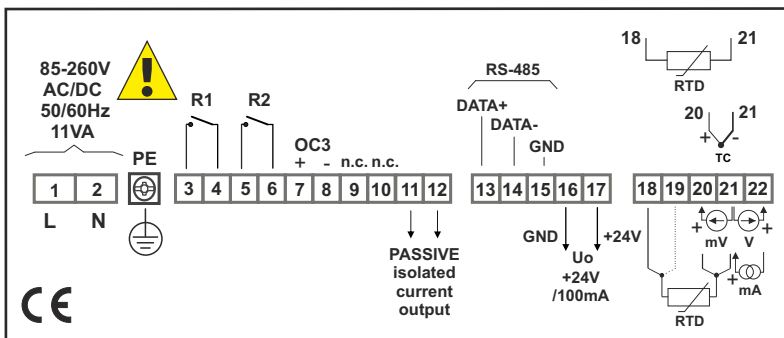 85-260V
AC/DC
50/60Hz
11VA
PE
R1
R2
OC3
+ -
n.c. n.c.
RS-485
DATA+
DATA-
GND
18 21
RTD
20 21
+ -
TC
1 2
3 4 5 6 7 8 9 10 11 12
13 14 15 16 17
18 19 20 21 22
L N
PASSIVE
isolated
current
output
GND
+24V
Uo
+24V
/100mA
+ mV
V +
+ mA
RTD
CE